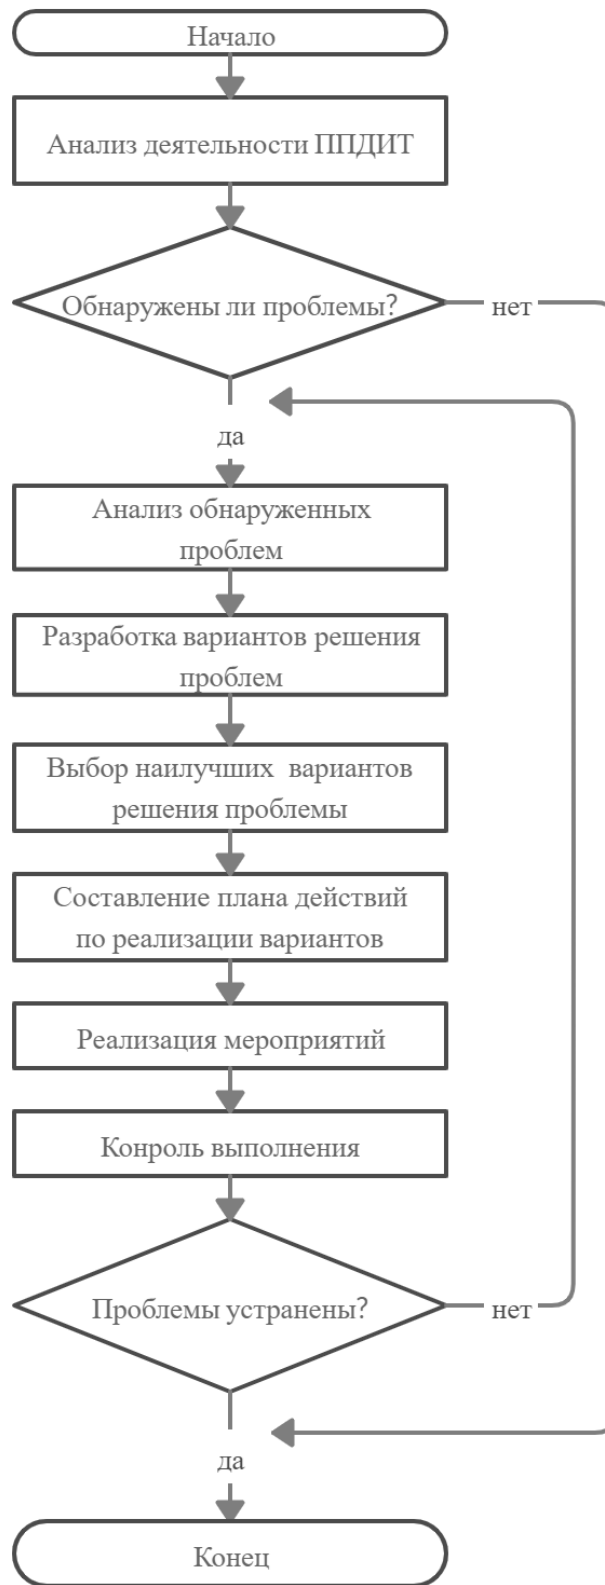 Начало
Анализ деятельности ППДИТ
Обнаружены ли проблемы?
нет
да
Анализ обнаруженных
проблем
Разработка вариантов решения
проблем
Выбор наилучших вариантов
решения проблемы
Составление плана действий
по реализации вариантов
Реализация мероприятий
Конроль выполнения
Проблемы устранены?
нет
да
Конец